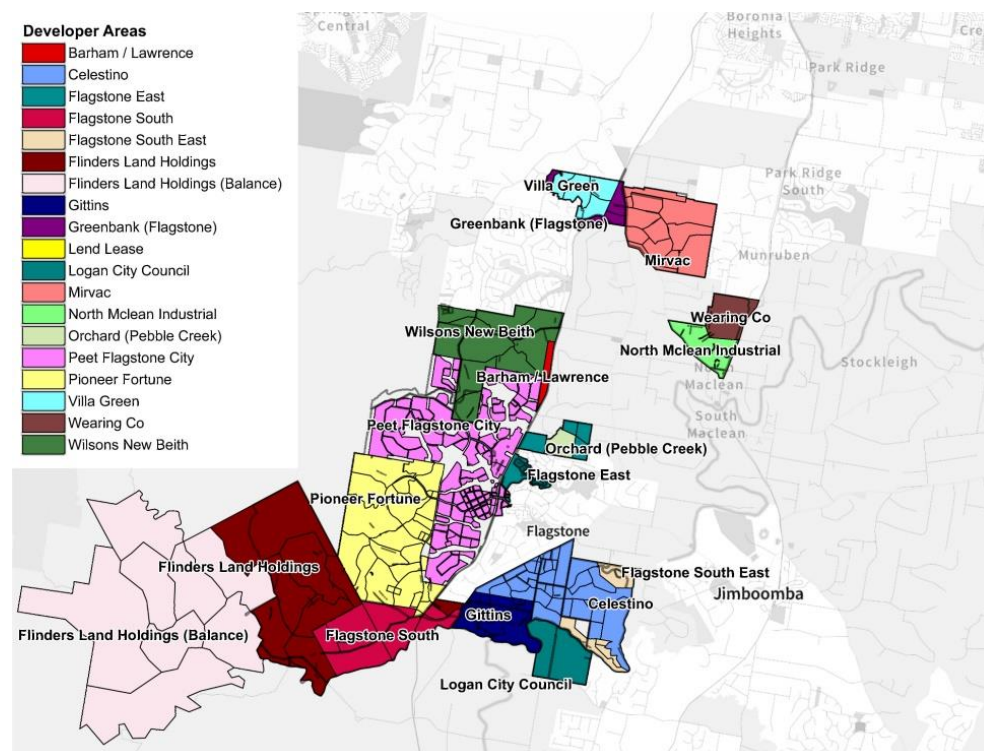 Developer Areas
Barham / Lawrence
Celestino
Flagstone East
Flagstone South
Flagstone South East
Flinders Land Holdings
Flinders Land Holdings (Balance)
Gittins
Greenbank (Flagstone)
Lend Lease
Logan City Council
Mirvac
North Mclean Industrial
Orchard (Pebble Creek)
Peet Flagstone City
Pioneer Fortune
Villa Green
Wearing Co
Wilsons New Beith
Central
Boronia
Heights
Park Ridge
Park Ridge
South
Villa Green
Greenbank (Flagstone)
Mirvac
Munruben
Wearing Co
Wilsons New Beith
North Mclean Industrial
Stockleigh
Maclean
Barham / Lawrence
South
Maclean
Peet Flagstone City
Orchard (Pebble Creek)
Flagstone East
Pioneer Fortune
Flagstone
Flinders Land Holdings
Flagstone South East
Jimboomba
Celestino
Gittins
Flinders Land Holdings (Balance)
Flagstone South
Logan City Council